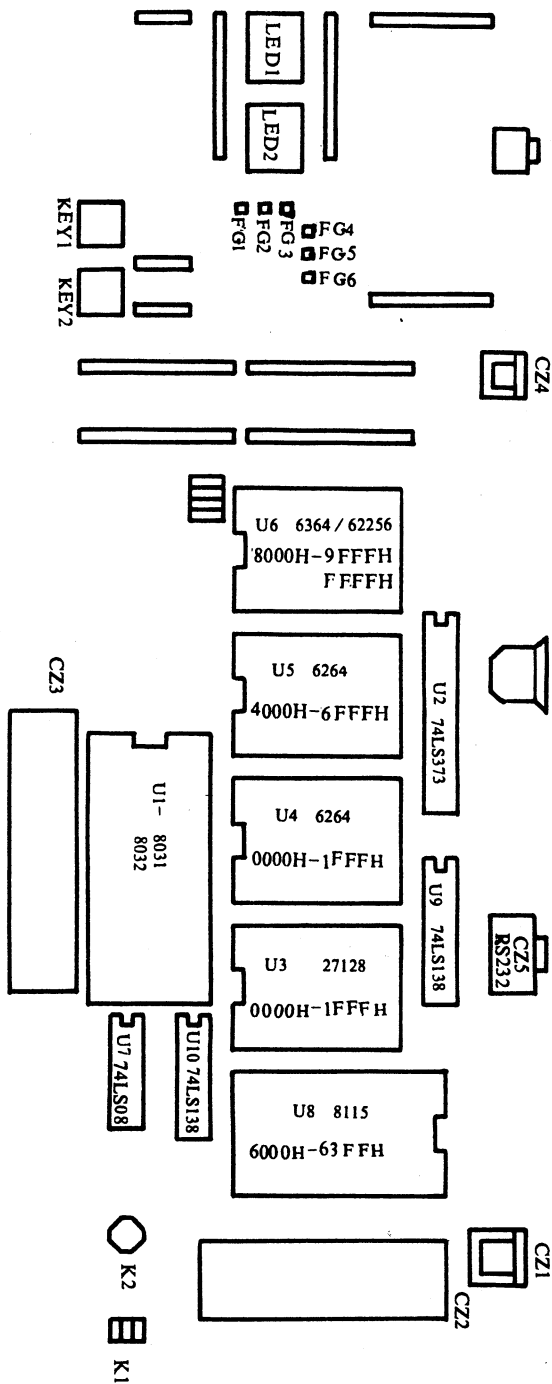 LED1
LED2
KEY1
KEY2
FG1
FG2
FG3
FG4
FG5
FG6
CZ4
U6 6364/62256
8000H-9FFFH
FFFFH
U5 6264
4000H-6FFFH
U2 74LS373
CZ3
U1-
8031
8032
U4 6264
0000H-1FFFH
U9 74LS138
CZ5
RS232
U3 27128
0000H-1FFFH
U7 74LS08
U10 74LS138
U8 8115
6000H-63FFH
K2
K1
CZ2
CZ1